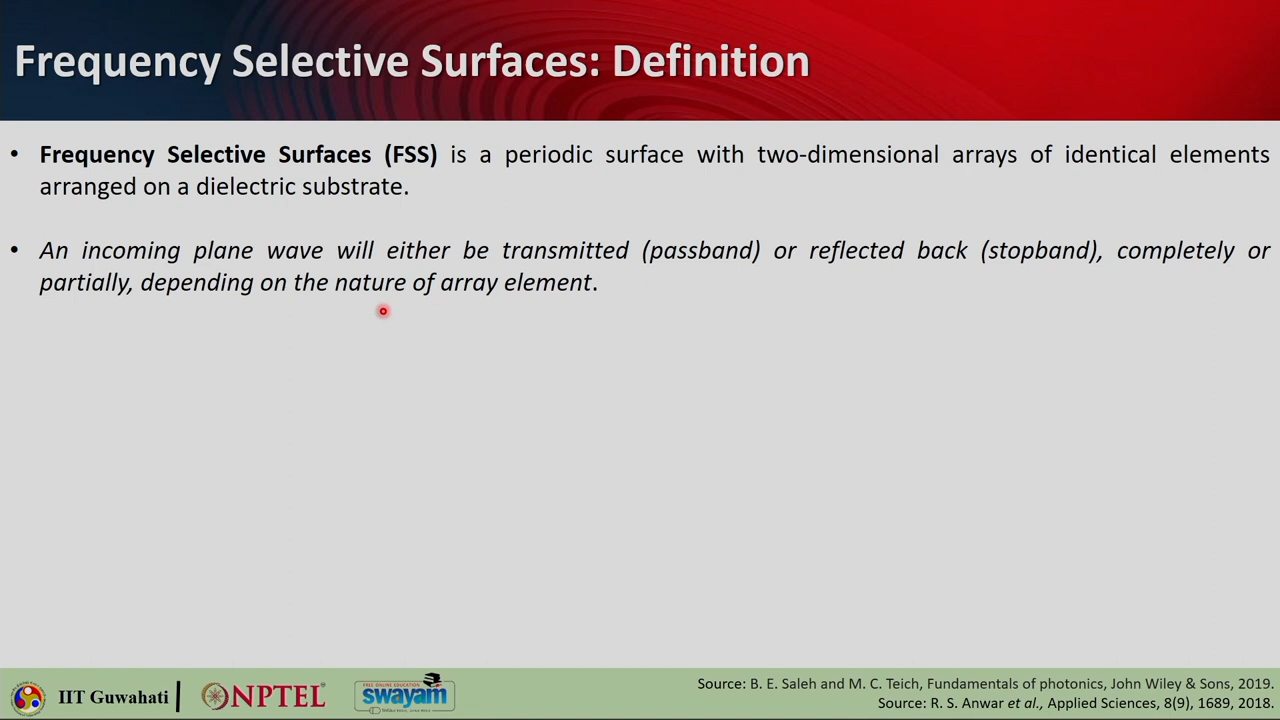 Frequency Selective Surfaces: Definition
• Frequency Selective Surfaces (FSS) is a periodic surface with two-dimensional arrays of identical elements
arranged on a dielectric substrate.
• An incoming plane wave will either be transmitted (passband) or reflected back (stopband), completely or
partially, depending on the nature of array element.
IIT Guwahati
NPTEL
FREE ONLINE EDUCATION
swayam
Source: B. E. Saleh and M. C. Teich, Fundamentals of photonics, John Wiley & Sons, 2019.
Source: R. S. Anwar et al., Applied Sciences, 8(9), 1689, 2018.